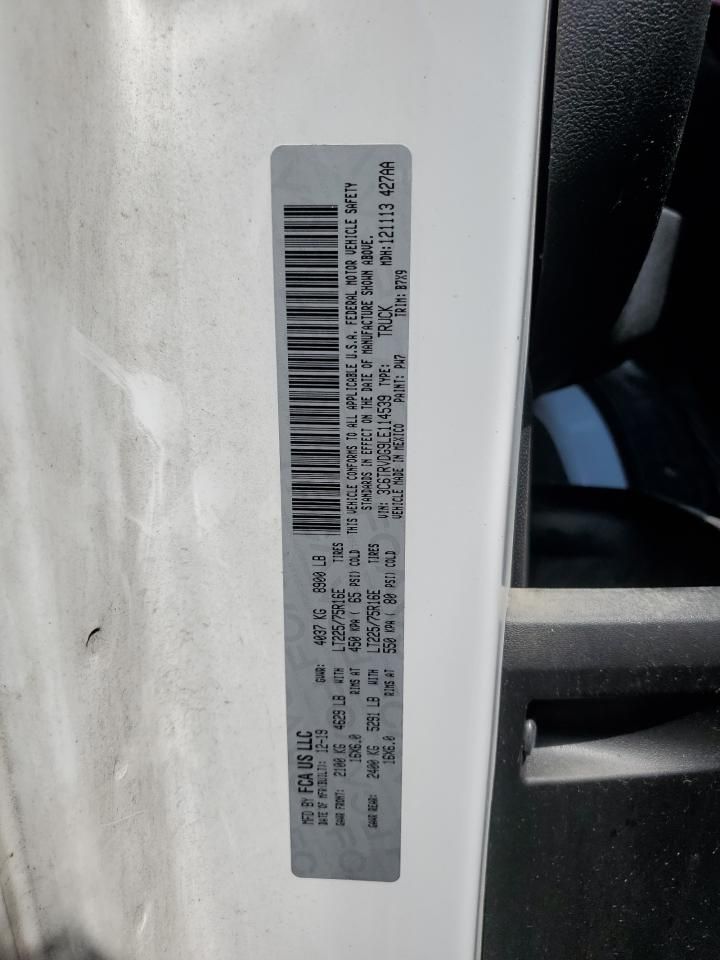 MFD BY FCA US LLC
DATE OF MFR(BUILT): 12-19 GVWR: 4037 KG 8900 LB
GAWR FRONT: 2100 KG 4629 LB WITH LT225/75R16E TIRES
16X6.0 RIMS AT 450 KPA ( 65 PSI) COLD
GAWR REAR: 2400 KG 5291 LB WITH LT225/75R16E TIRES
16X6.0 RIMS AT 550 KPA ( 80 PSI) COLD
THIS VEHICLE CONFORMS TO ALL APPLICABLE U.S.A. FEDERAL MOTOR VEHICLE SAFETY
STANDARDS IN EFFECT ON THE DATE OF MANUFACTURE SHOWN ABOVE.
VIN: 3C6TRVDG9LE114539 TYPE: TRUCK MDH: 121113 427AA
VEHICLE MADE IN MEXICO PAINT: PW7 TRIM: B7X9